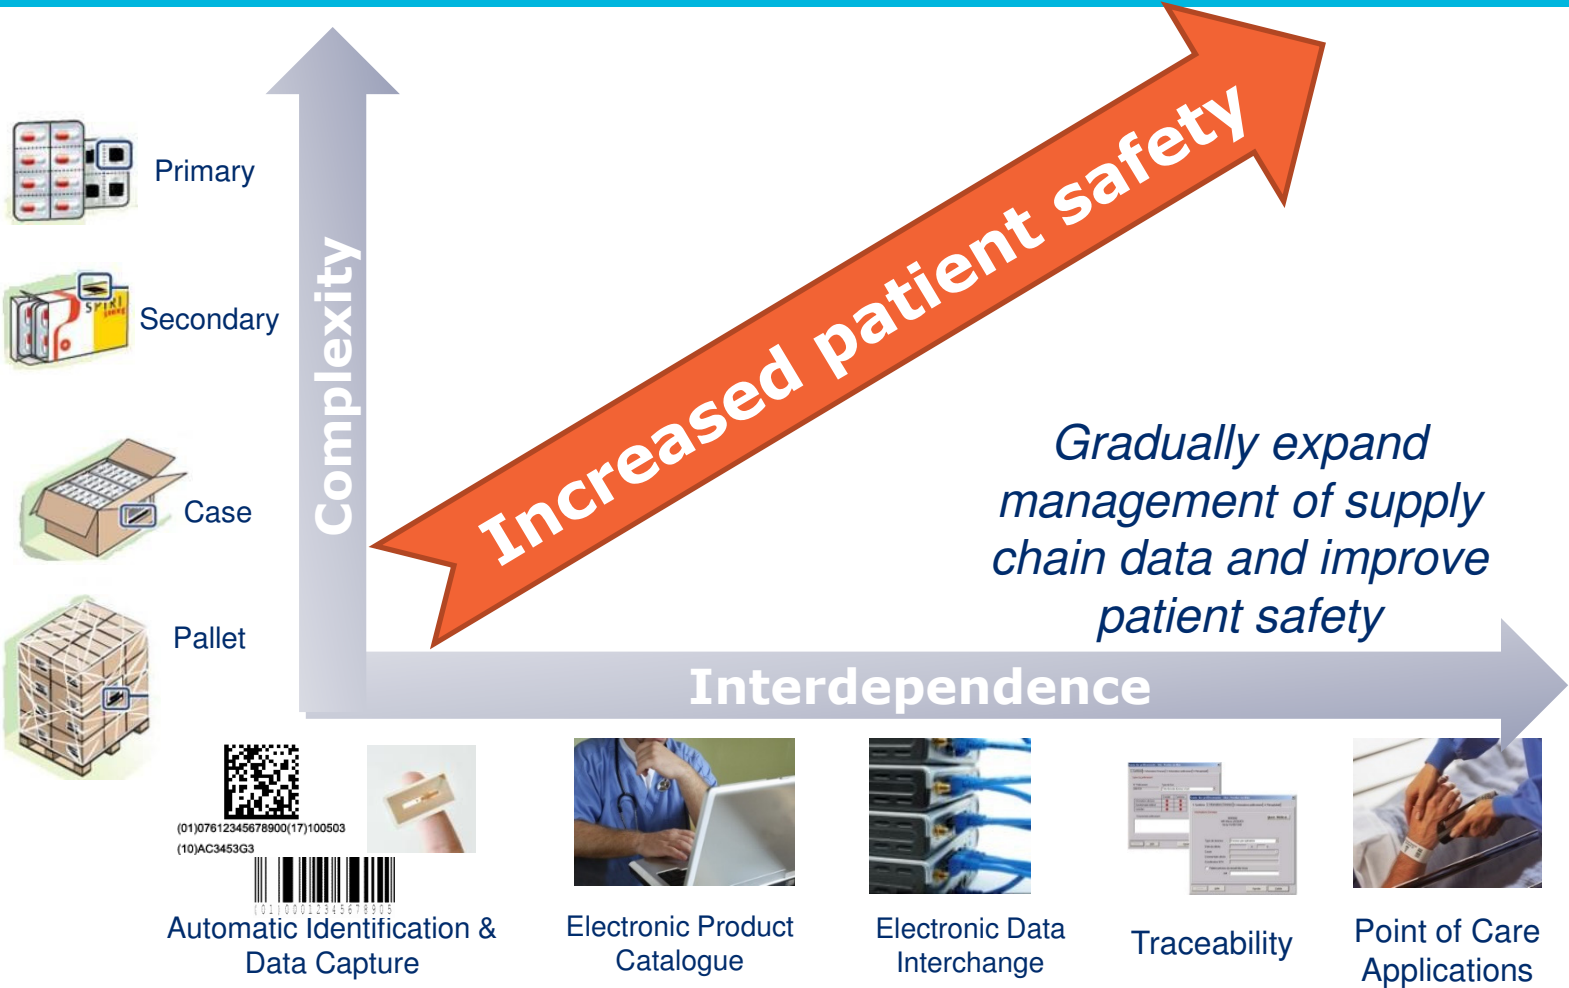 Primary
Secondary
Case
Pallet
Complexity
Increased patient safety
Gradually expand
management of supply
chain data and improve
patient safety
Interdependence
(01)07612345678900(17)100503
(10)AC3453G3
(01)00012345678905
Automatic Identification &
Data Capture
Electronic Product
Catalogue
Electronic Data
Interchange
Traceability
Point of Care
Applications